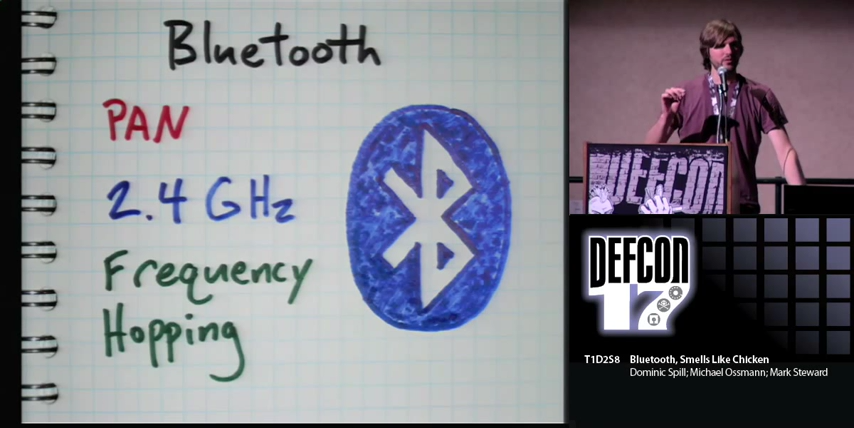 Bluetooth
PAN
2.4 GHz
Frequency
Hopping
DEFCON
DEFCON
17
T1D2S8 Bluetooth, Smells Like Chicken
Dominic Spill; Michael Ossmann; Mark Steward